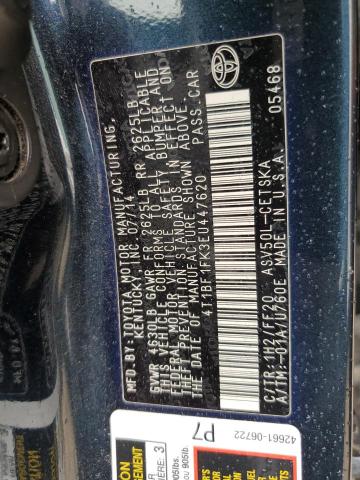 MFD. BY: TOYOTA MOTOR MANUFACTURING,
KENTUCKY, INC. 07/14
GVWR 4630LB GAWR FR 2625LB RR 2625LB
THIS VEHICLE CONFORMS TO ALL APPLICABLE
FEDERAL MOTOR VEHICLE SAFETY, BUMPER, AND
THEFT PREVENTION STANDARDS IN EFFECT ON
THE DATE OF MANUFACTURE SHOWN ABOVE.
4T1BF1FK3EU447620 PASS.CAR
C/TR: 1H2/FF20 ASV50L-CETSKA
A/TM:-01A/U760E MADE IN U.S.A.
05468
42661-06722
P7
3